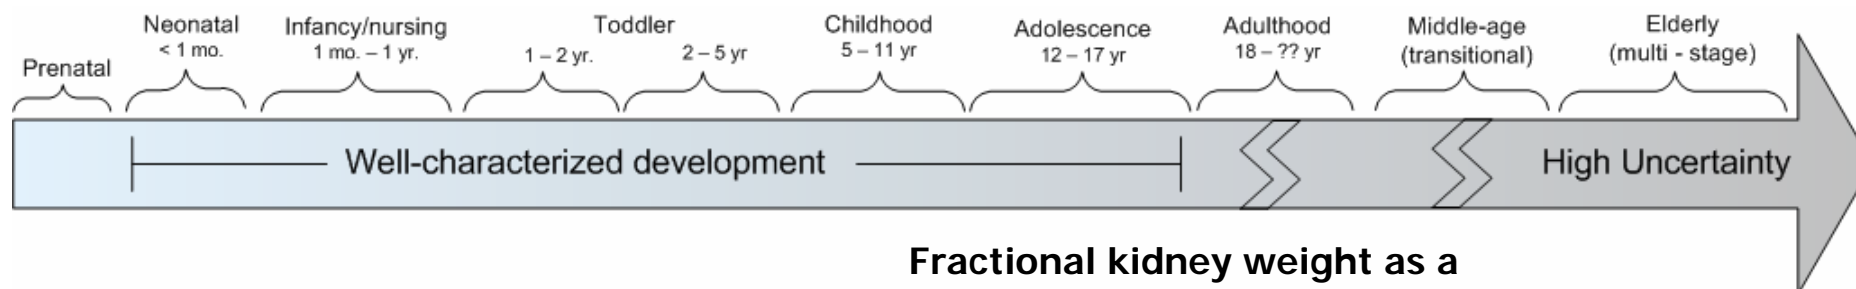 Prenatal
Neonatal
< 1 mo.
Infancy/nursing
1 mo. – 1 yr.
Toddler
1 – 2 yr.
2 – 5 yr
Childhood
5 – 11 yr
Adolescence
12 – 17 yr
Adulthood
18 – ?? yr
Middle-age
(transitional)
Elderly
(multi - stage)
Well-characterized development
High Uncertainty
Fractional kidney weight as a